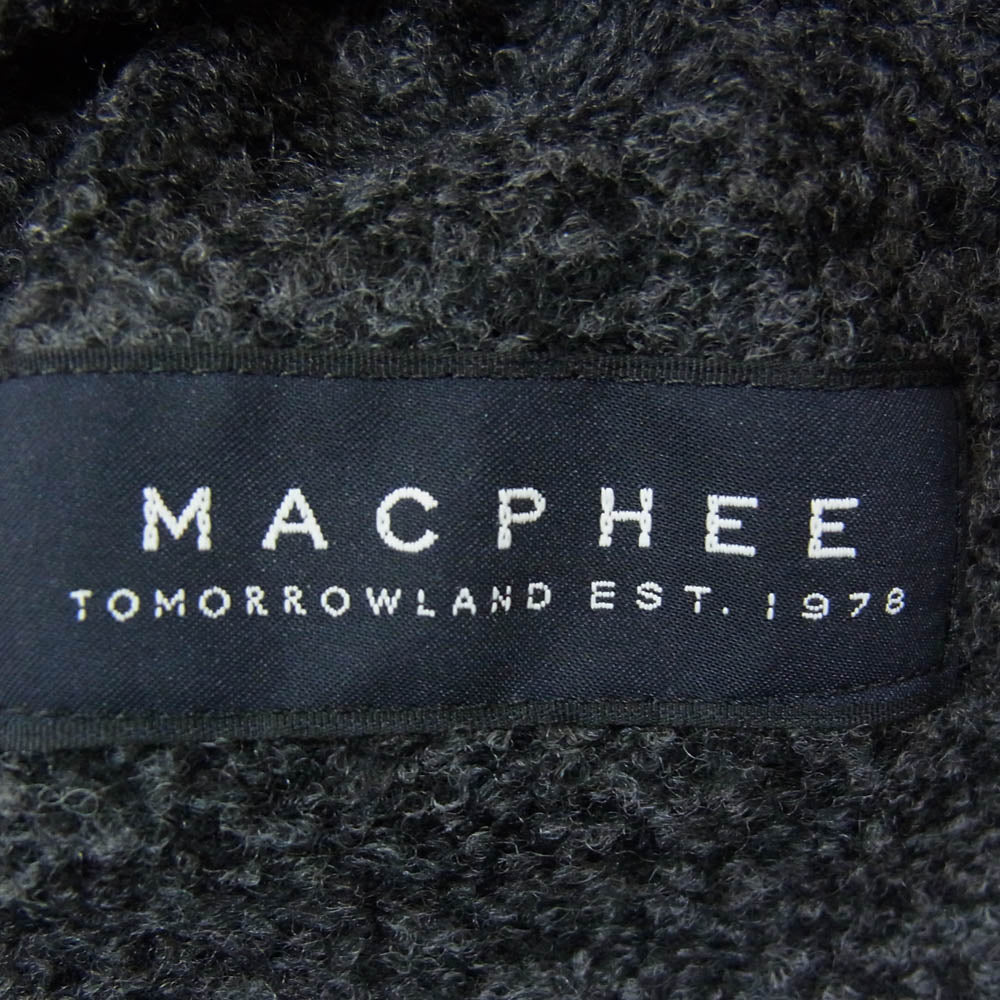 MACPHEE
TOMORROWLAND EST. 1978